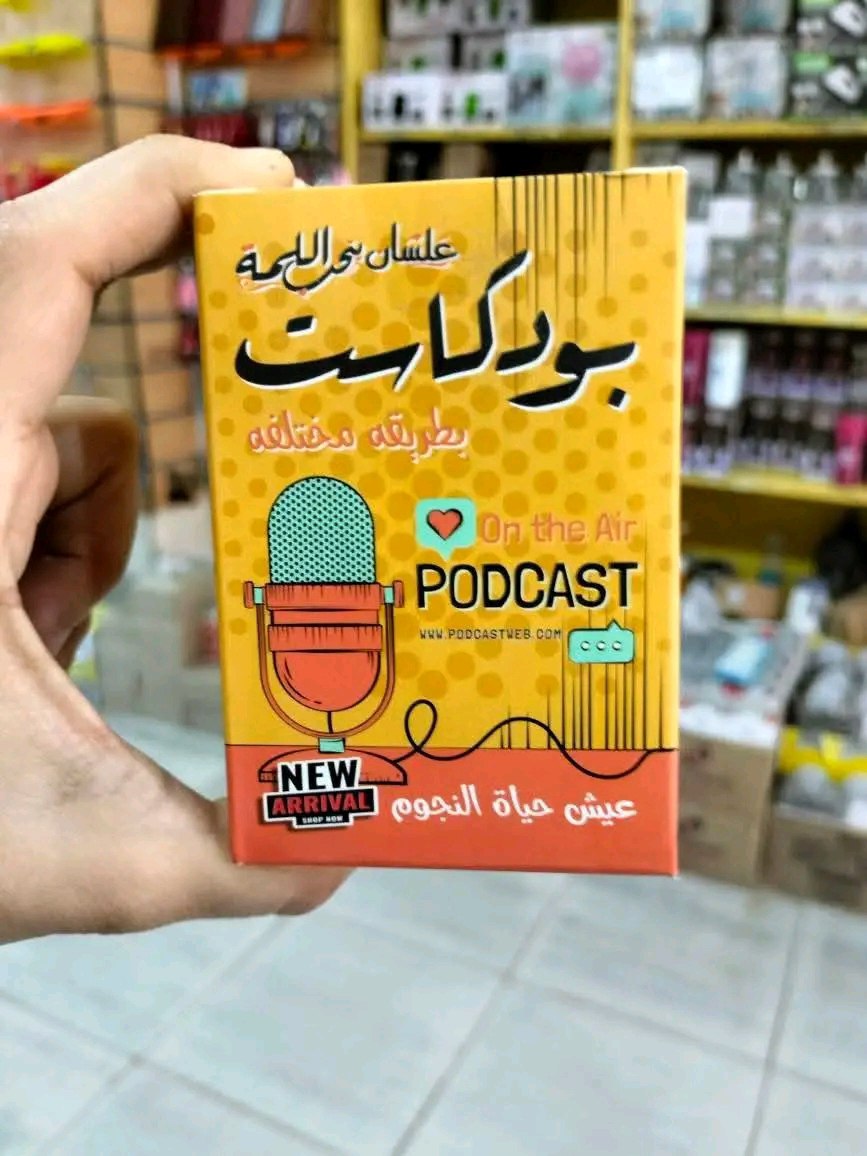 علشان بنحب اللمة
بودكاست
بطريقه مختلفه
On the Air
PODCAST
WWW.PODCASTWEB.COM
NEW
ARRIVAL
SHOP NOW
عيش حياة النجوم